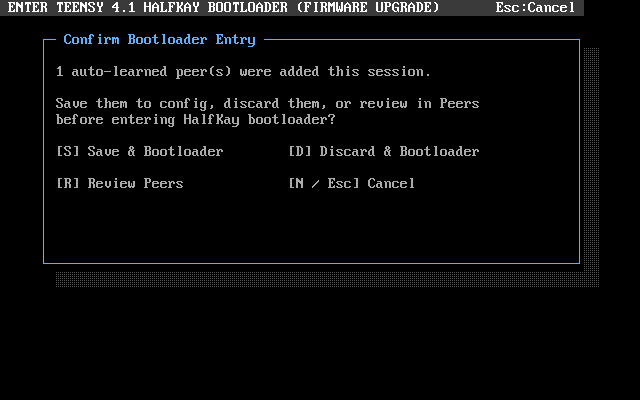 ENTER TEENSY 4.1 HALFKAY BOOTLOADER (FIRMWARE UPGRADE) Esc:Cancel
Confirm Bootloader Entry
1 auto-learned peer(s) were added this session.
Save them to config, discard them, or review in Peers
before entering HalfKay bootloader?
[S] Save & Bootloader [D] Discard & Bootloader
[R] Review Peers [N / Esc] Cancel